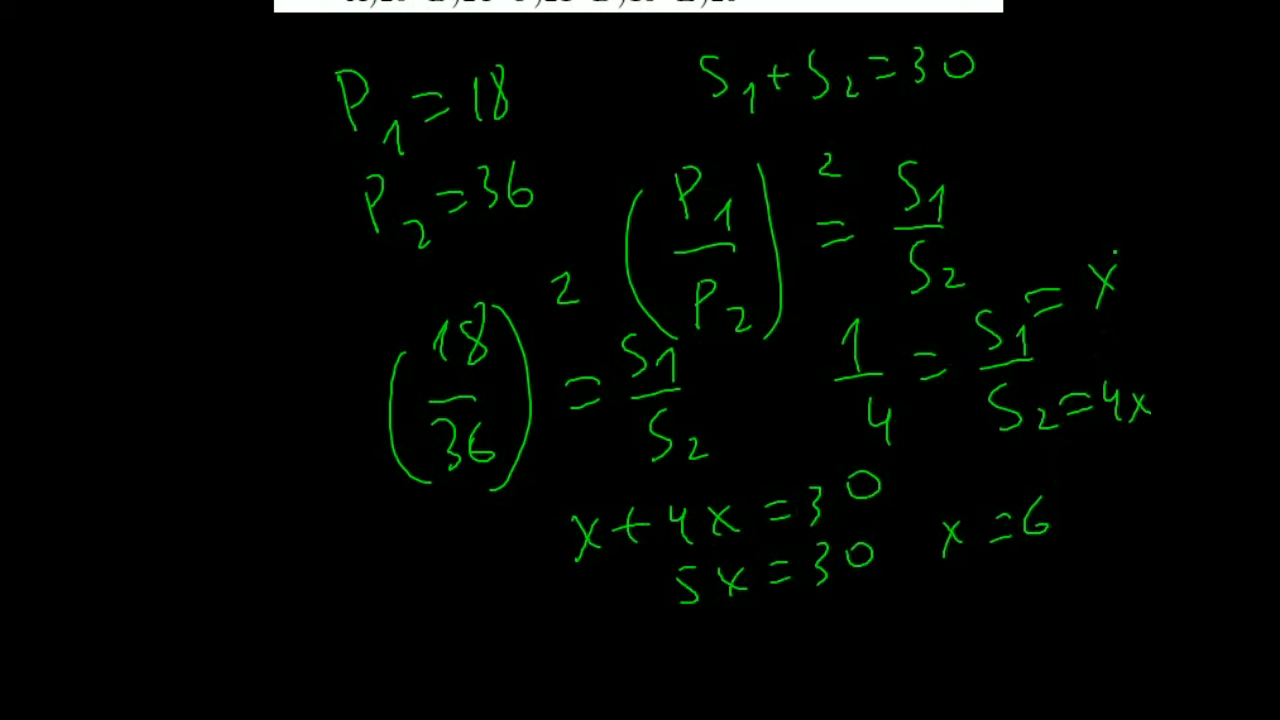 P₁ = 18
S₁ + S₂ = 30
P₂ = 36
(P₁/P₂)² = S₁/S₂
(18/36)² = S₁/S₂
1/4 = S₁/S₂
S₁ = x
S₂ = 4x
x + 4x = 30
5x = 30
x = 6